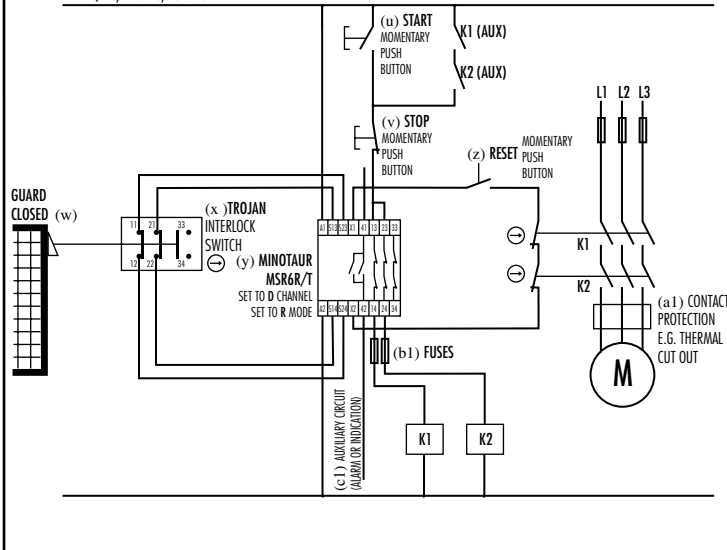 (u) START
MOMENTARY
PUSH
BUTTON
K1 (AUX)
K2 (AUX)
L1 L2 L3
(v) STOP
MOMENTARY
PUSH
BUTTON
(z) RESET
MOMENTARY
PUSH
BUTTON
GUARD
CLOSED (w)
11 21 33
12 22 34
(x) TROJAN
INTERLOCK
SWITCH
(y) MINOTAUR
MSR6R/T
SET TO D CHANNEL
SET TO R MODE
A1 S13 S23 X1 41 13 23 33
A2 S14 S24 X2 42 14 24 34
K1
K2
(a1) CONTACT
PROTECTION
E.G. THERMAL
CUT OUT
M
(b1) FUSES
(c1) AUXILIARY CIRCUIT
(ALARM OR INDICATION)
K1
K2